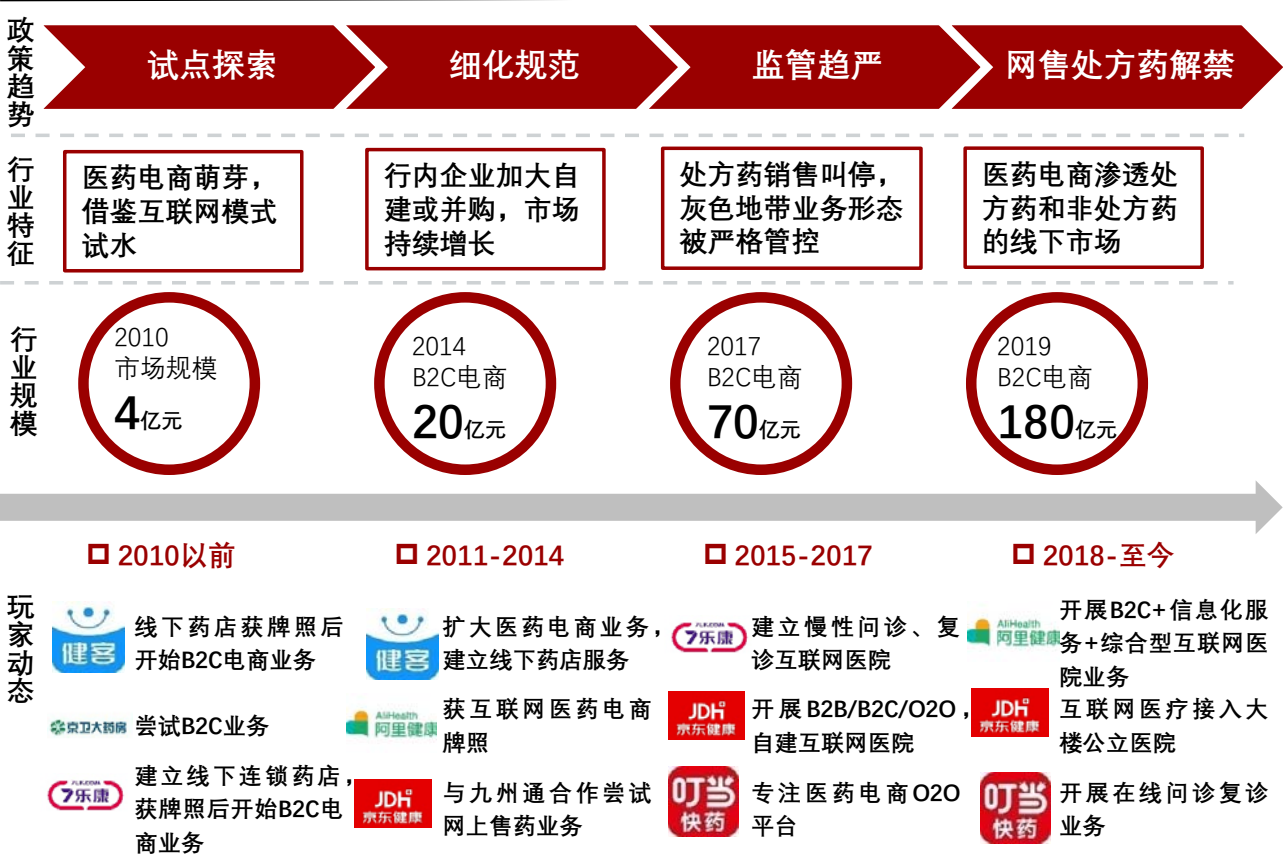 政策趋势
试点探索
细化规范
监管趋严
网售处方药解禁
行业特征
医药电商萌芽，
借鉴互联网模式
试水
行内企业加大自
建或并购，市场
持续增长
处方药销售叫停，
灰色地带业务形态
被严格管控
医药电商渗透处
方药和非处方药
的线下市场
行业规模
2010
市场规模
4亿元
2014
B2C电商
20亿元
2017
B2C电商
70亿元
2019
B2C电商
180亿元
2010以前
2011-2014
2015-2017
2018-至今
玩家动态
健客
线下药店获牌照后
开始B2C电商业务
京卫大药房
尝试B2C业务
7乐康
建立线下连锁药店，
获牌照后开始B2C电
商业务
健客
扩大医药电商业务，
建立线下药店服务
AliHealth
阿里健康
获互联网医药电商
牌照
JDH
京东健康
与九州通合作尝试
网上售药业务
7乐康
建立慢性问诊、复
诊互联网医院
JDH
京东健康
开展B2B/B2C/O2O，
自建互联网医院
叮当
快药
专注医药电商O2O
平台
AliHealth
阿里健康
开展B2C+信息化服
务+综合型互联网医
院业务
JDH
京东健康
互联网医疗接入大
楼公立医院
叮当
快药
开展在线问诊复诊
业务